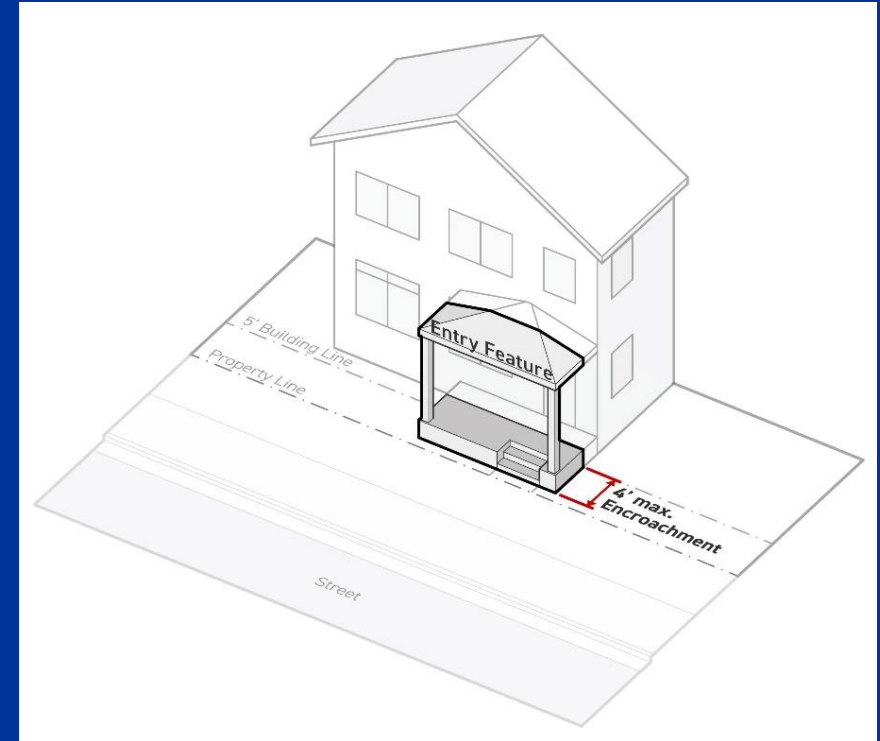 5' Building Line
Property Line
Entry Feature
4' max.
Encroachment
Street